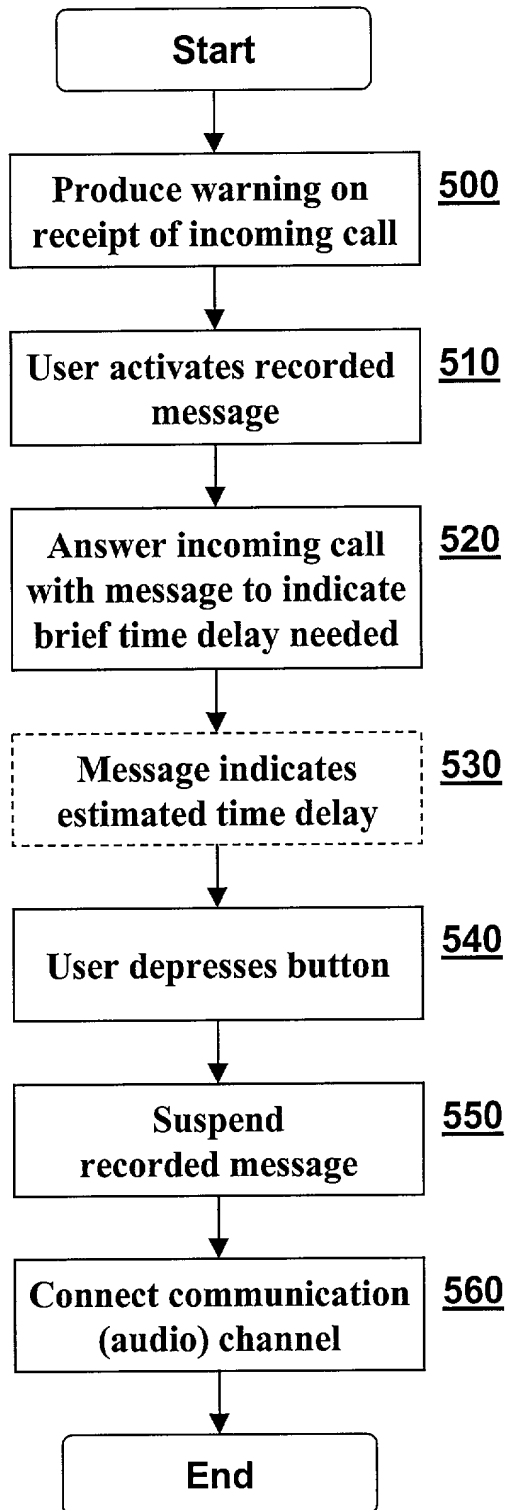 Start
Produce warning on
receipt of incoming call
500
User activates recorded
message
510
Answer incoming call
with message to indicate
brief time delay needed
520
Message indicates
estimated time delay
530
User depresses button
540
Suspend
recorded message
550
Connect communication
(audio) channel
560
End